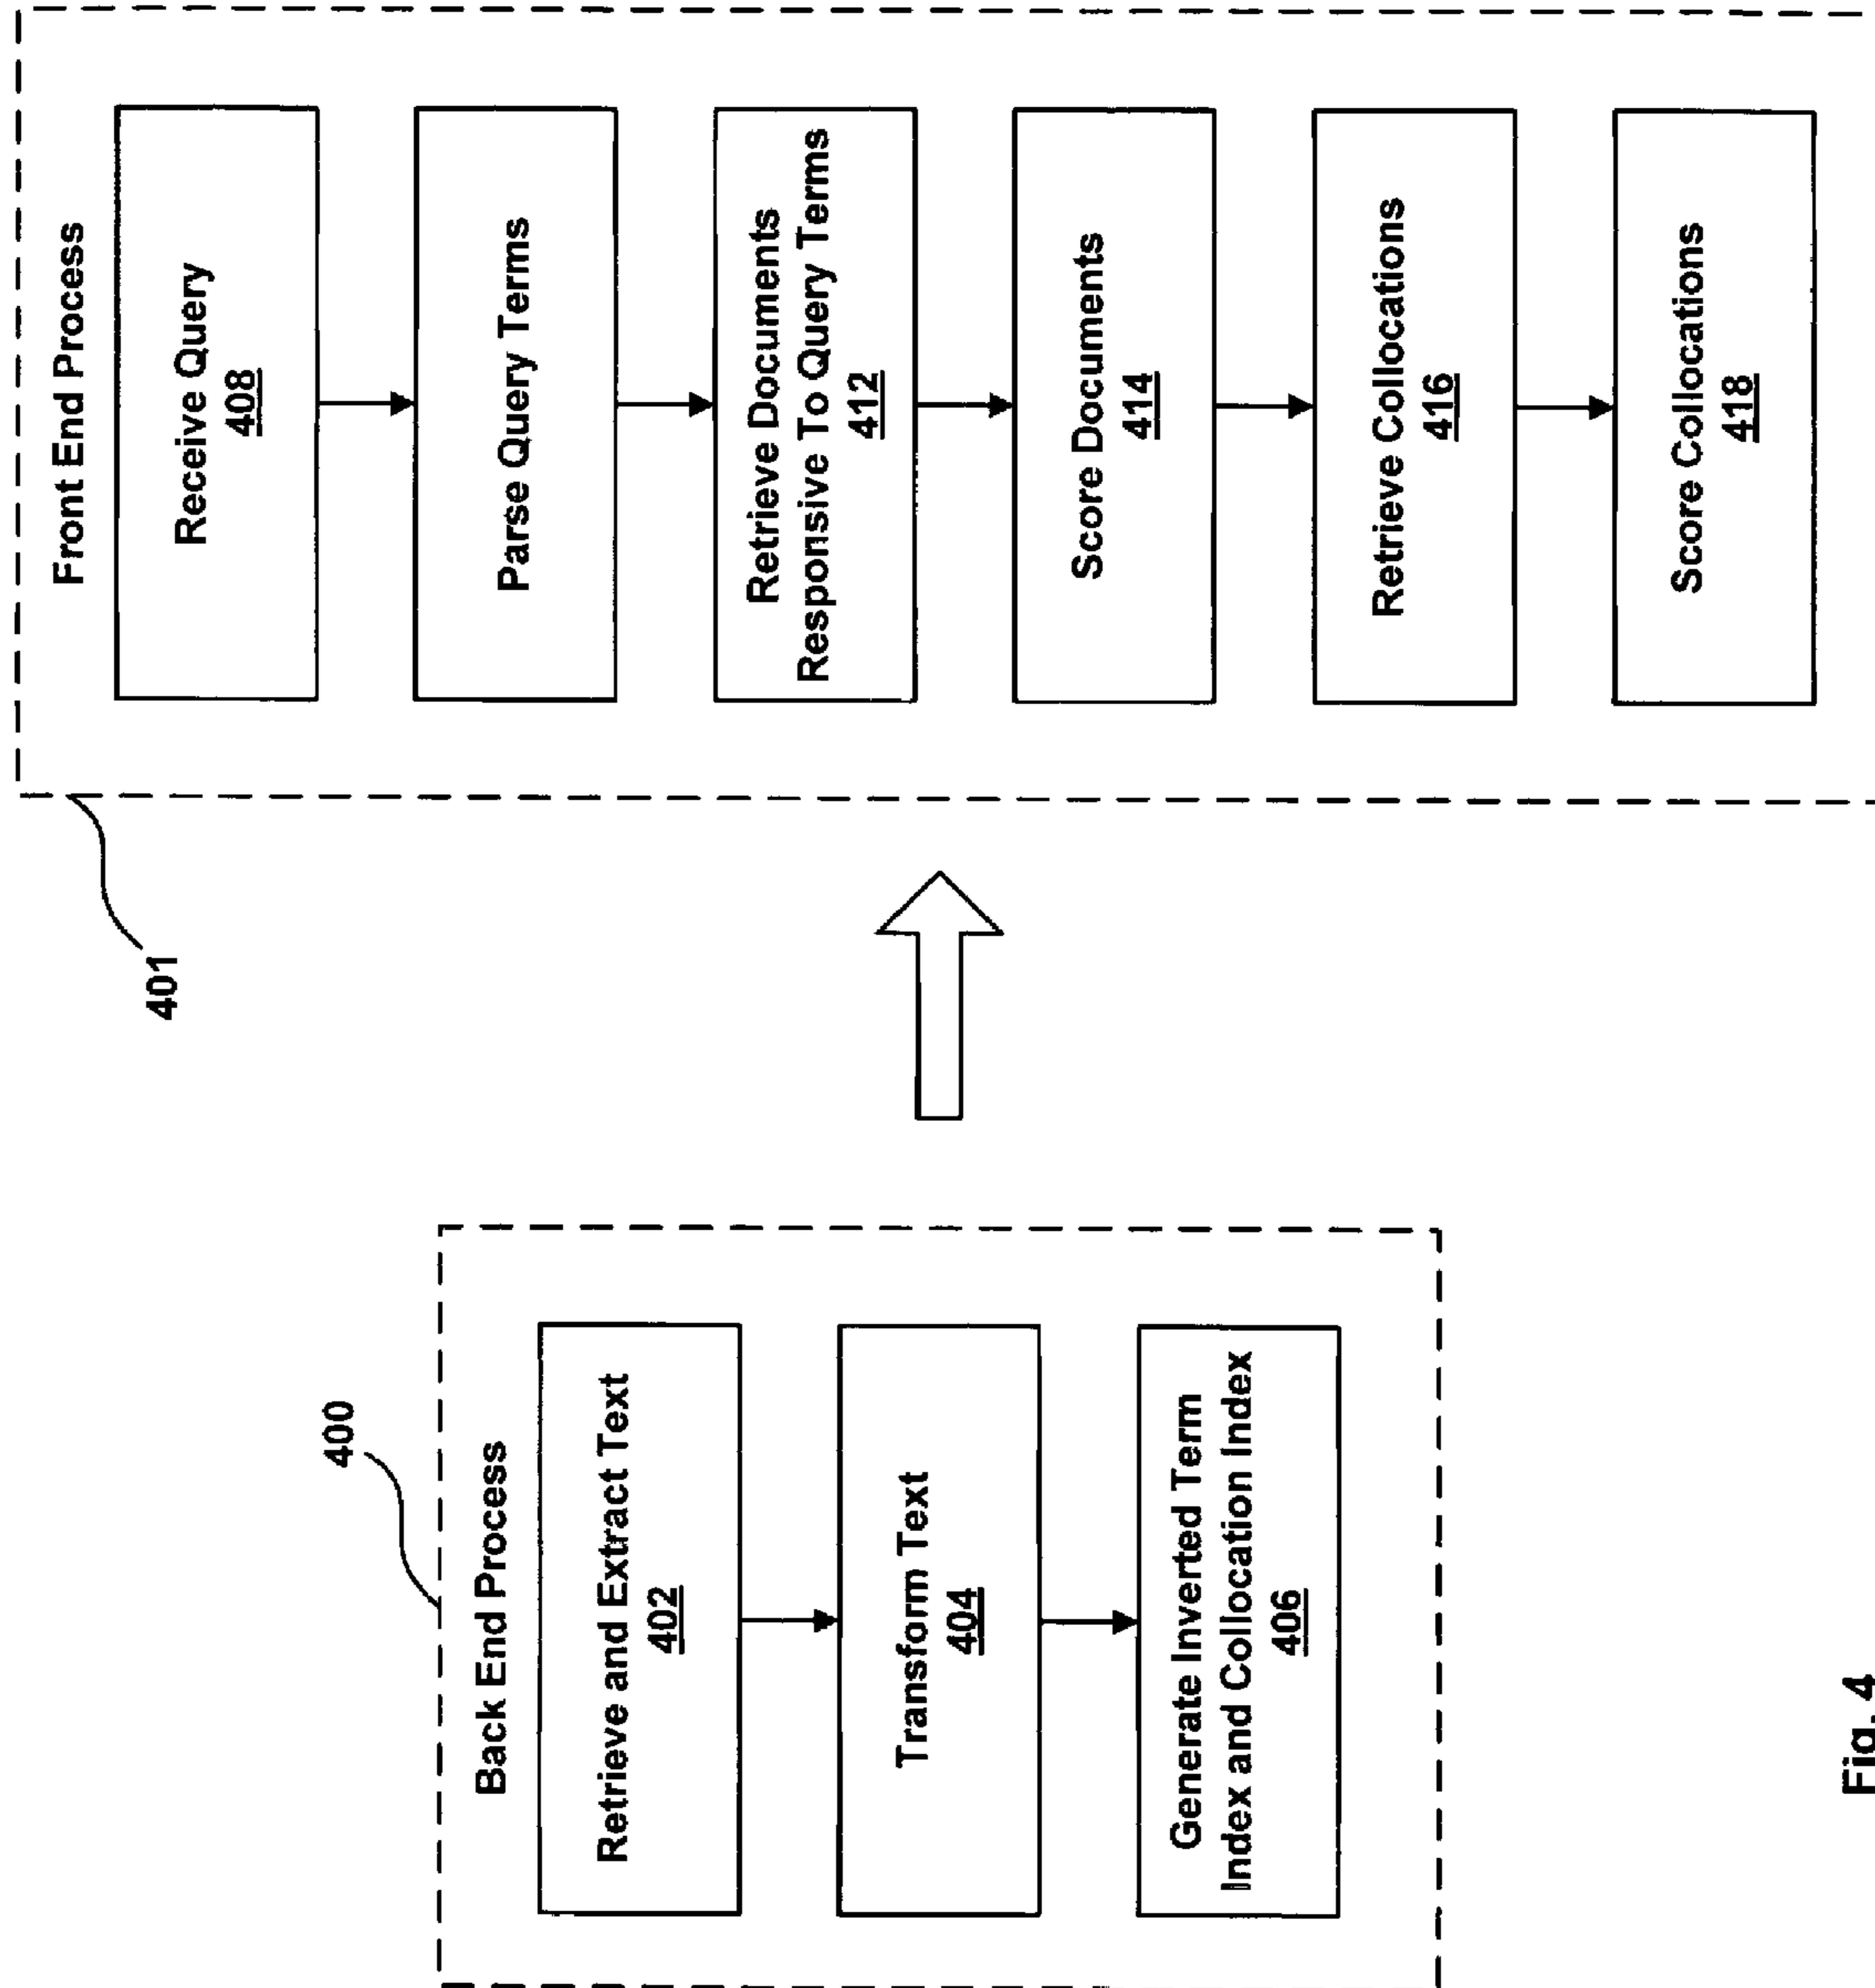 400
Back End Process
Retrieve and Extract Text
402
Transform Text
404
Generate Inverted Term
Index and Collocation Index
406
401
Front End Process
Receive Query
408
Parse Query Terms
Retrieve Documents
Responsive To Query Terms
412
Score Documents
414
Retrieve Collocations
416
Score Collocations
418
Fig. 4